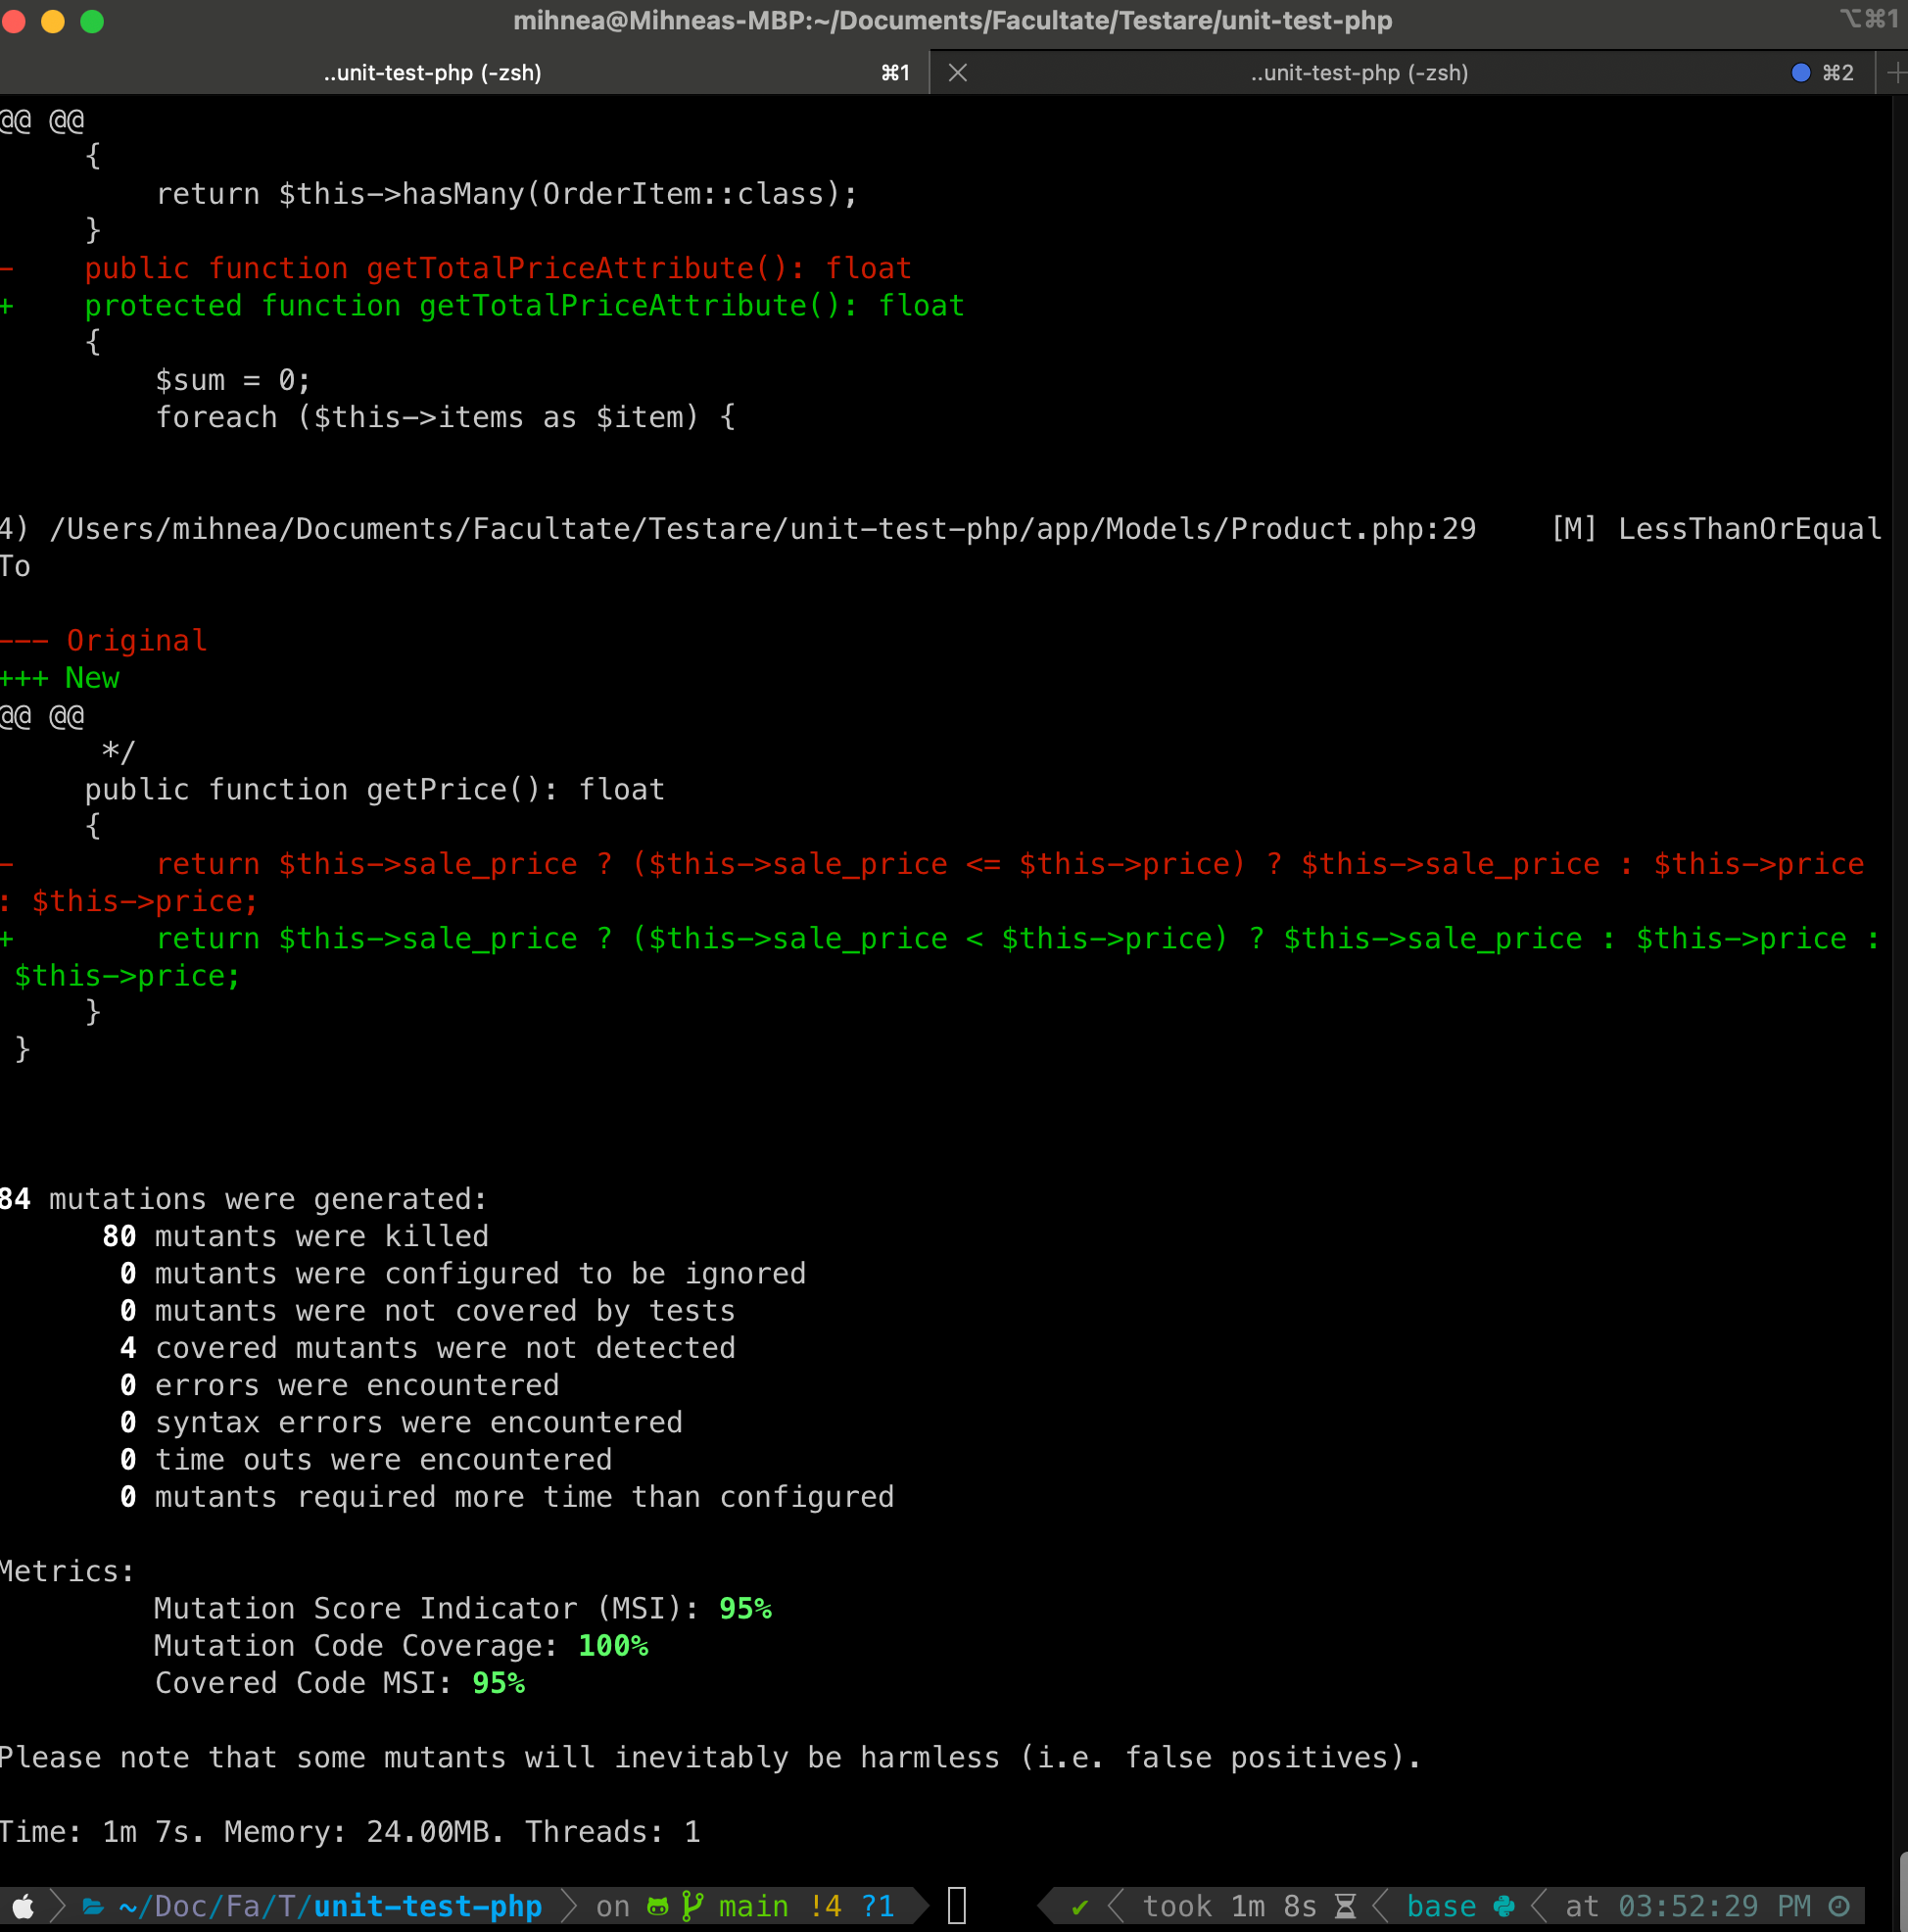 mihnea@Mihneas-MBP:~/Documents/Facultate/Testare/unit-test-php
⌥⌘1
..unit-test-php (-zsh) ⌘1
..unit-test-php (-zsh) ⌘2
@@ @@
     {
         return $this->hasMany(OrderItem::class);
     }
-    public function getTotalPriceAttribute(): float
+    protected function getTotalPriceAttribute(): float
     {
         $sum = 0;
         foreach ($this->items as $item) {
4) /Users/mihnea/Documents/Facultate/Testare/unit-test-php/app/Models/Product.php:29    [M] LessThanOrEqual
To
--- Original
+++ New
@@ @@
      */
     public function getPrice(): float
     {
-        return $this->sale_price ? ($this->sale_price <= $this->price) ? $this->sale_price : $this->price
: $this->price;
+        return $this->sale_price ? ($this->sale_price < $this->price) ? $this->sale_price : $this->price :
 $this->price;
     }
 }
84 mutations were generated:
      80 mutants were killed
       0 mutants were configured to be ignored
       0 mutants were not covered by tests
       4 covered mutants were not detected
       0 errors were encountered
       0 syntax errors were encountered
       0 time outs were encountered
       0 mutants required more time than configured
Metrics:
         Mutation Score Indicator (MSI): 95%
         Mutation Code Coverage: 100%
         Covered Code MSI: 95%
Please note that some mutants will inevitably be harmless (i.e. false positives).
Time: 1m 7s. Memory: 24.00MB. Threads: 1
~/Doc/Fa/T/unit-test-php on main !4 ?1 ✔ took 1m 8s base at 03:52:29 PM